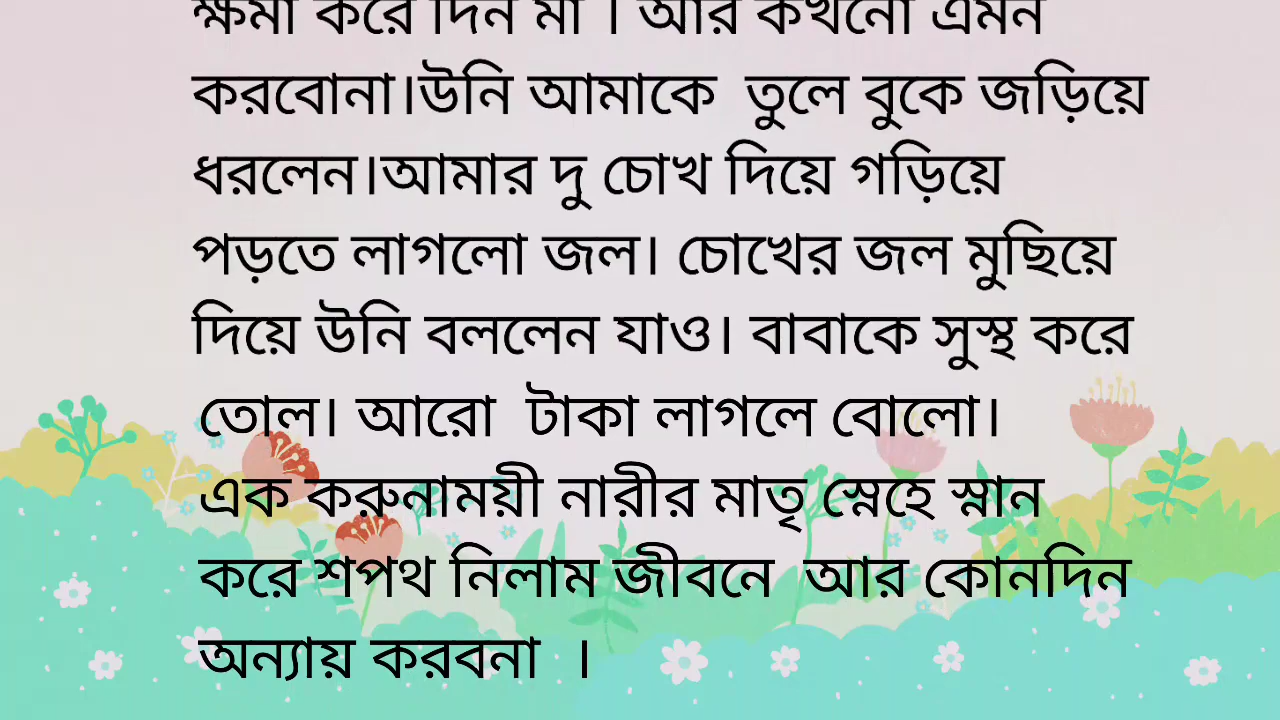 ক্ষমা করে দিন মা । আর কখনো এমন
করবোনা।উনি আমাকে তুলে বুকে জড়িয়ে
ধরলেন।আমার দু চোখ দিয়ে গড়িয়ে
পড়তে লাগলো জল। চোখের জল মুছিয়ে
দিয়ে উনি বললেন যাও। বাবাকে সুস্থ করে
তোল। আরো টাকা লাগলে বোলো।
এক করুনাময়ী নারীর মাতৃ স্নেহে স্নান
করে শপথ নিলাম জীবনে আর কোনদিন
অন্যায় করবনা ।